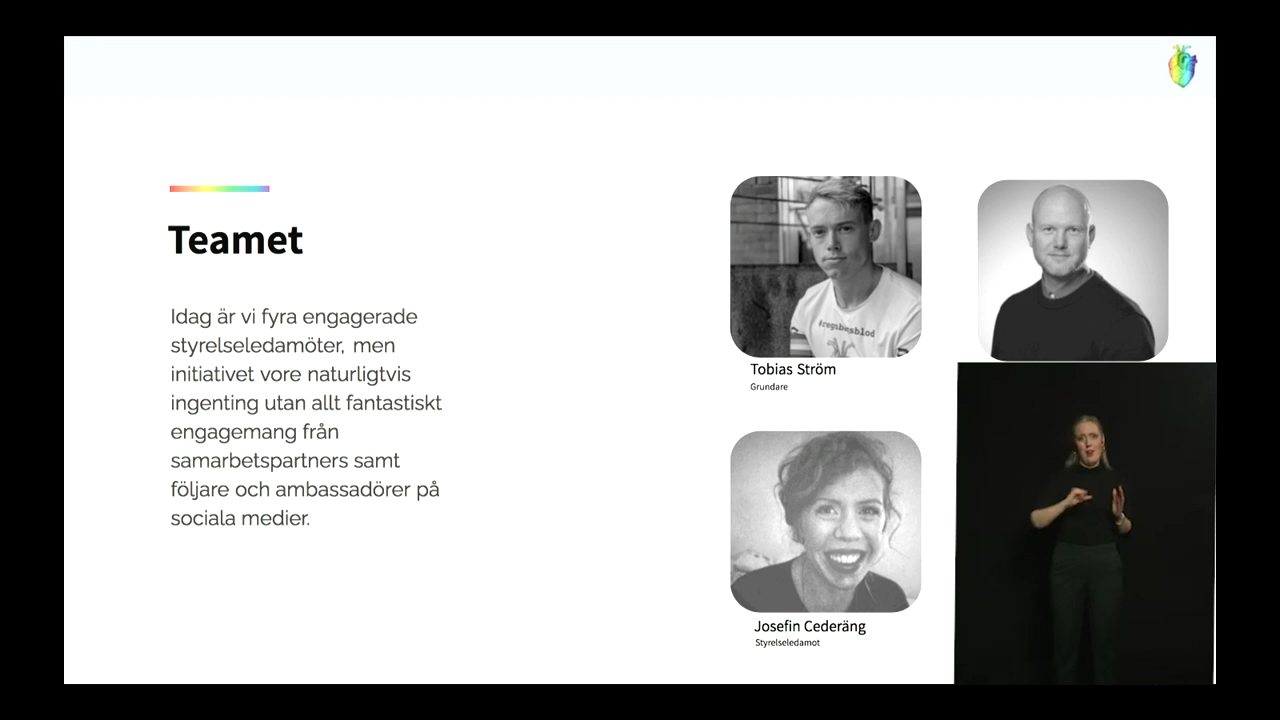 Teamet
Idag är vi fyra engagerade
styrelseledamöter, men
initiativet vore naturligtvis
ingenting utan allt fantastiskt
engagemang från
samarbetspartners samt
följare och ambassadörer på
sociala medier.
#regnbågsblod
Tobias Ström
Grundare
Josefin Cederäng
Styrelseledamot